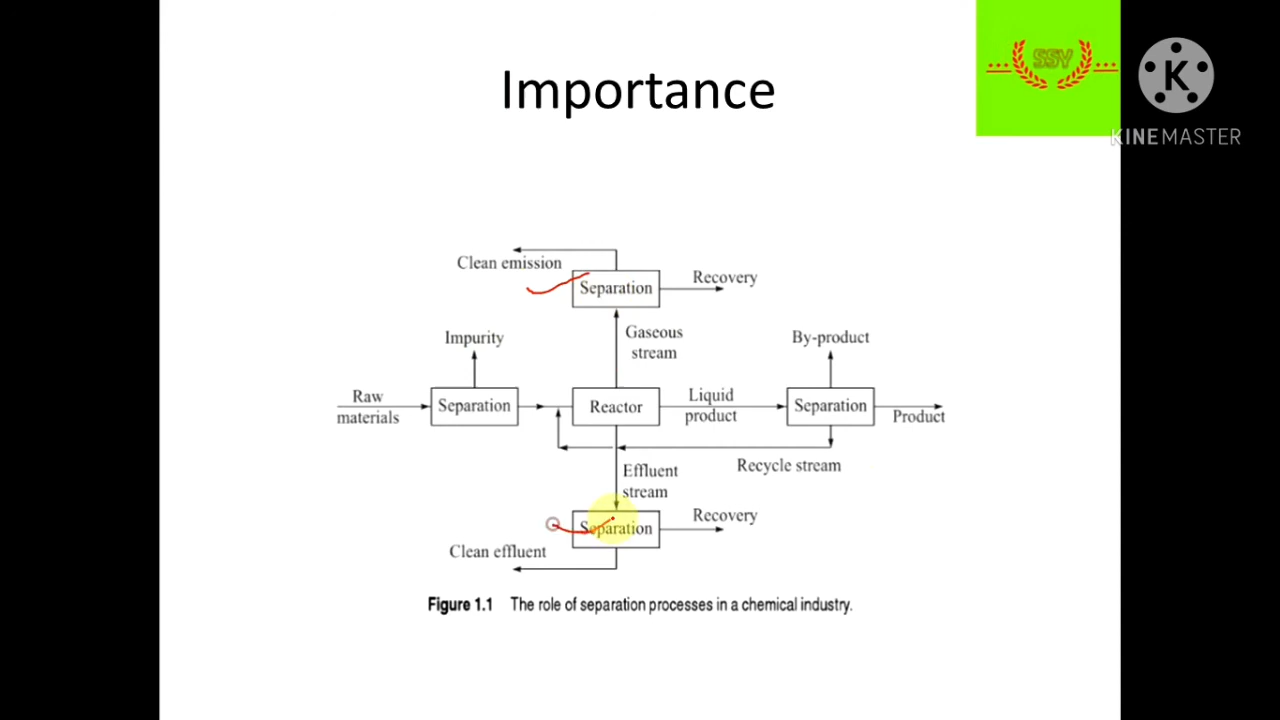 SSY
K
KINEMASTER
Importance
Clean emission
Separation
Recovery
Gaseous
stream
Impurity
By-product
Raw
materials
Separation
Reactor
Liquid
product
Separation
Product
Recycle stream
Effluent
stream
Separation
Recovery
Clean effluent
Figure 1.1 The role of separation processes in a chemical industry.